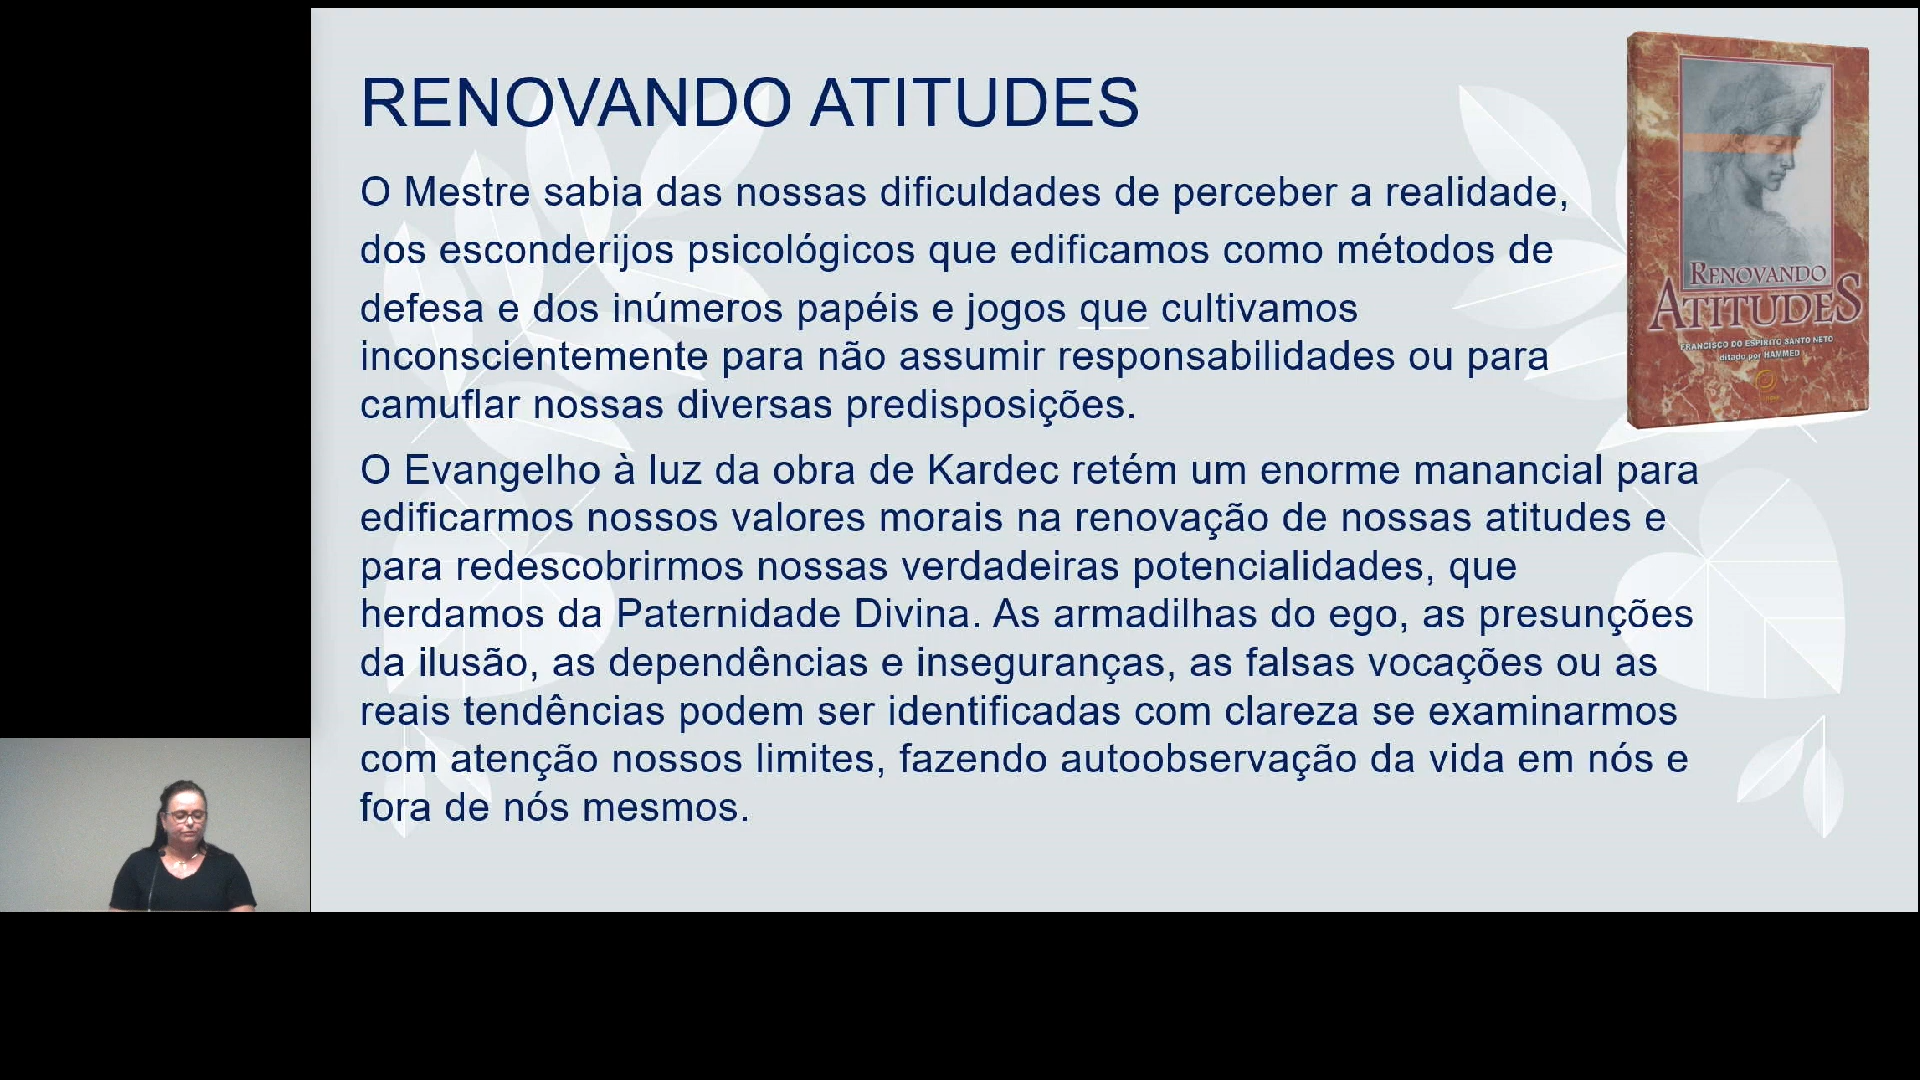 RENOVANDO ATITUDES
O Mestre sabia das nossas dificuldades de perceber a realidade,
dos esconderijos psicológicos que edificamos como métodos de
defesa e dos inúmeros papéis e jogos que cultivamos
inconscientemente para não assumir responsabilidades ou para
camuflar nossas diversas predisposições.
O Evangelho à luz da obra de Kardec retém um enorme manancial para
edificarmos nossos valores morais na renovação de nossas atitudes e
para redescobrirmos nossas verdadeiras potencialidades, que
herdamos da Paternidade Divina. As armadilhas do ego, as presunções
da ilusão, as dependências e inseguranças, as falsas vocações ou as
reais tendências podem ser identificadas com clareza se examinarmos
com atenção nossos limites, fazendo autoobservação da vida em nós e
fora de nós mesmos.
RENOVANDO
ATITUDES
FRANCISCO DO ESPIRITO SANTO NETO
ditado por HAMMED